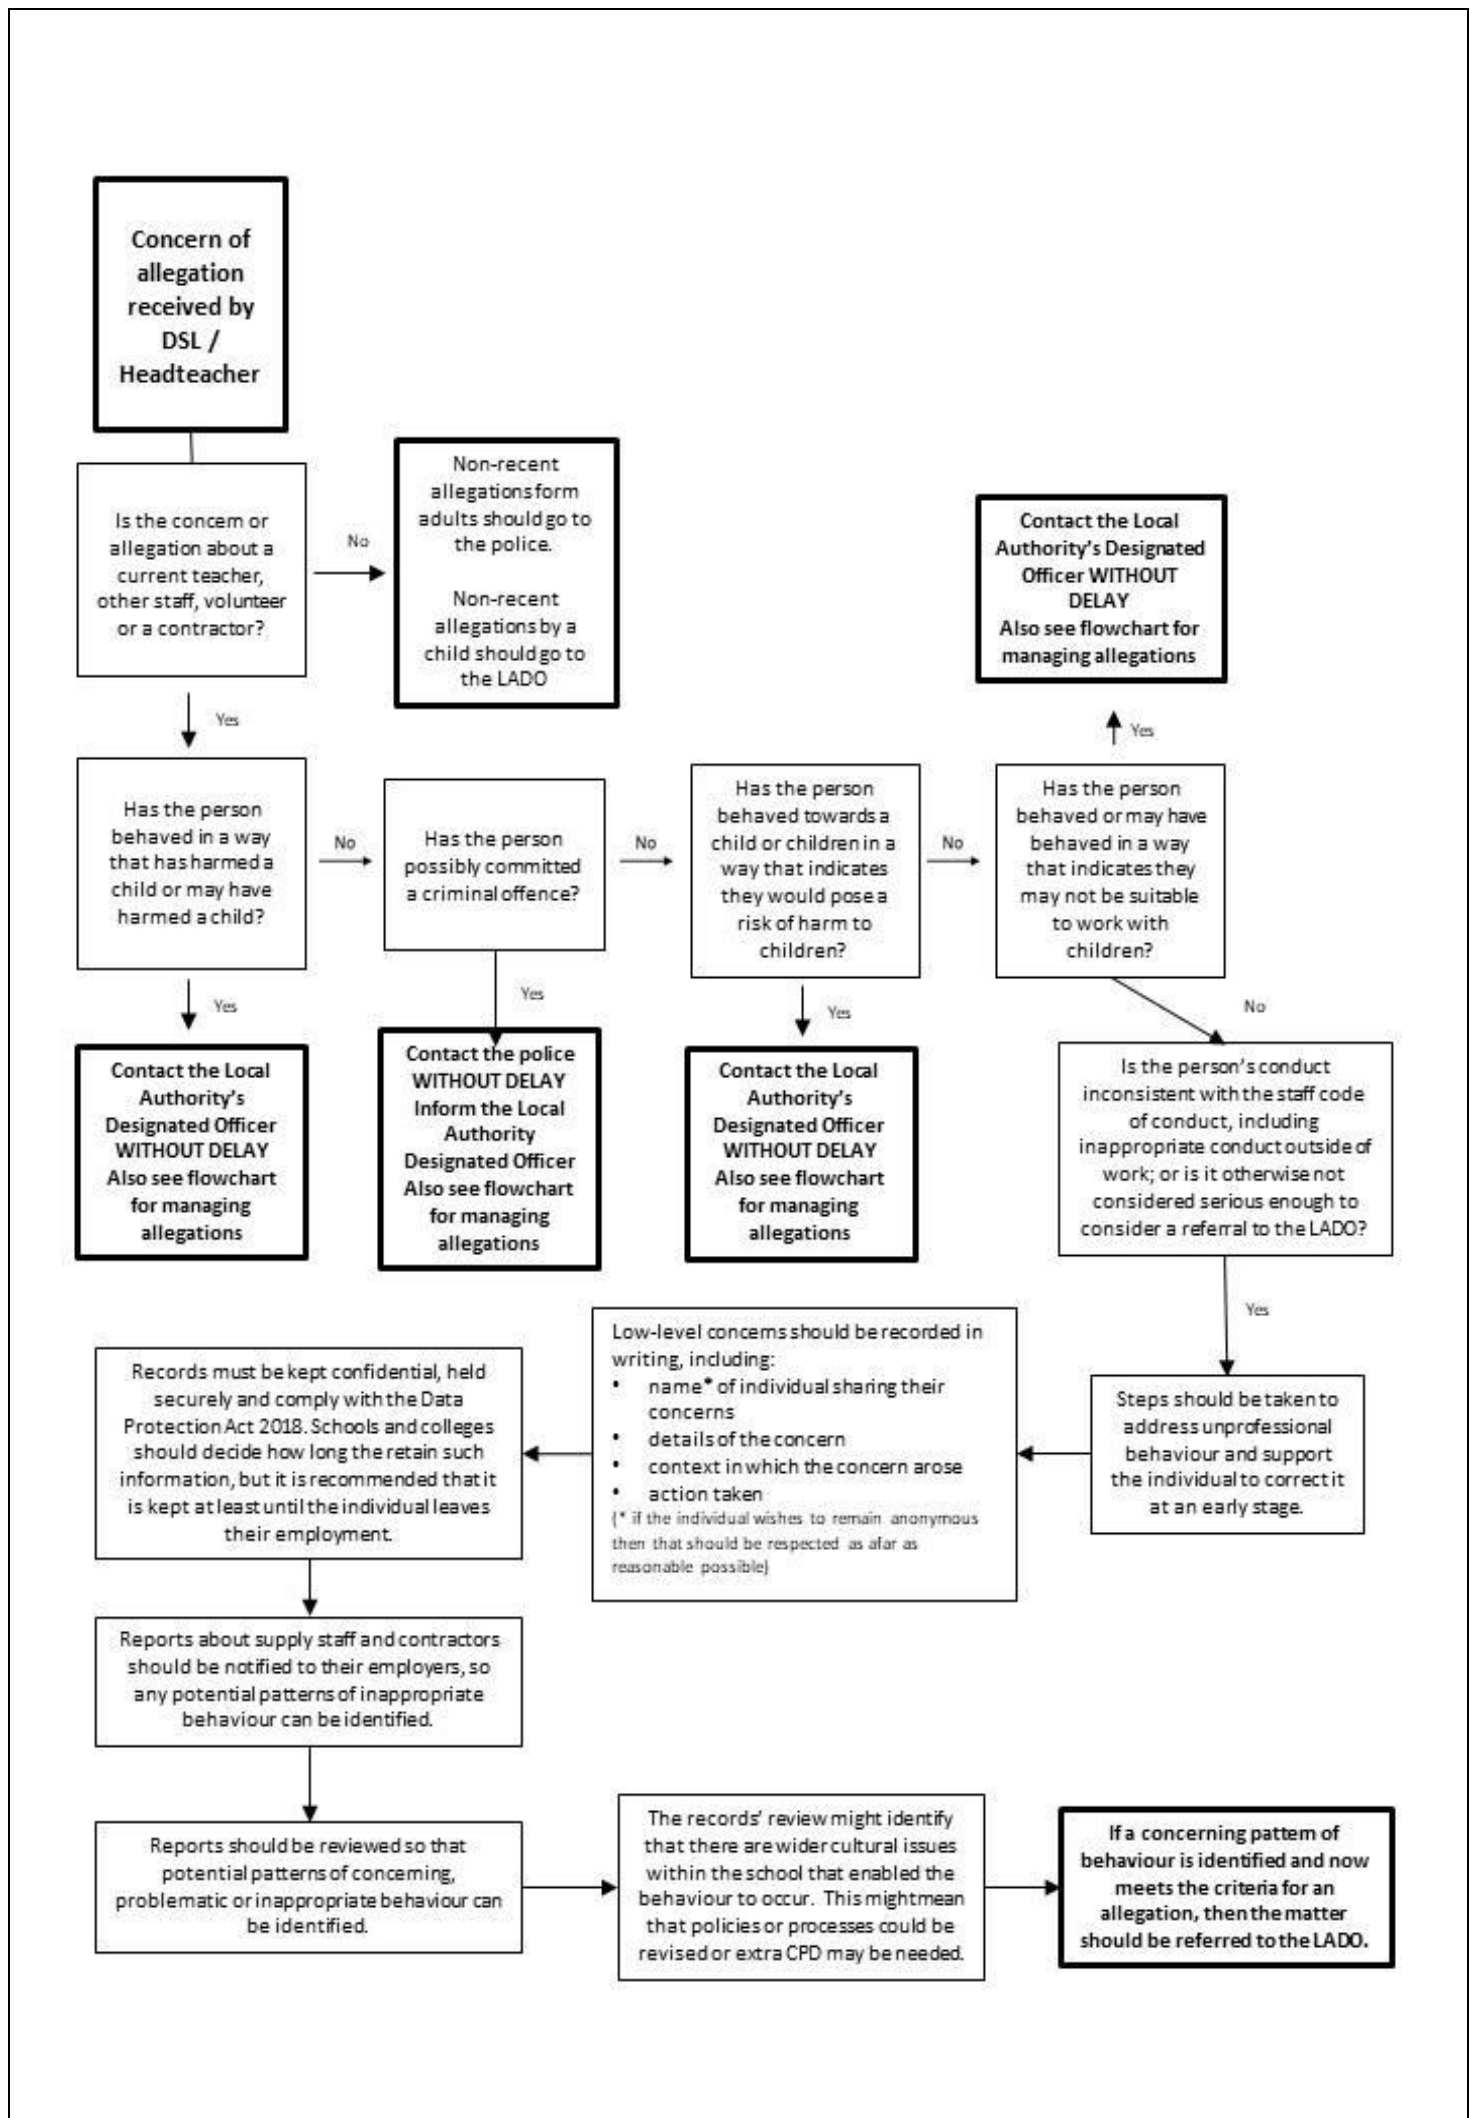 Concern of
allegation
received by
DSL /
Headteacher
Is the concern or
allegation about a
current teacher,
other staff, volunteer
or a contractor?
No
Non-recent
allegations form
adults should go to
the police.
Non-recent
allegations by a
child should go to
the LADO
Contact the Local
Authority's Designated
Officer WITHOUT
DELAY
Also see flowchart for
managing allegations
Yes
Yes
Has the person
behaved in a way
that has harmed a
child or may have
harmed a child?
No
Has the person
possibly committed
a criminal offence?
No
Has the person
behaved towards a
child or children in a
way that indicates
they would pose a
risk of harm to
children?
No
Has the person
behaved or may have
behaved in a way
that indicates they
may not be suitable
to work with
children?
Yes
Yes
Yes
No
Contact the Local
Authority's
Designated Officer
WITHOUT DELAY
Also see flowchart
for managing
allegations
Contact the police
WITHOUT DELAY
Inform the Local
Authority
Designated Officer
Also see flowchart
for managing
allegations
Contact the Local
Authority's
Designated Officer
WITHOUT DELAY
Also see flowchart
for managing
allegations
Is the person's conduct
inconsistent with the staff code
of conduct, including
inappropriate conduct outside of
work; or is it otherwise not
considered serious enough to
consider a referral to the LADO?
Yes
Steps should be taken to
address unprofessional
behaviour and support
the individual to correct it
at an early stage.
Low-level concerns should be recorded in
writing, including:
• name* of individual sharing their
concerns
• details of the concern
• context in which the concern arose
• action taken
(* if the individual wishes to remain anonymous
then that should be respected as afar as
reasonable possible)
Records must be kept confidential, held
securely and comply with the Data
Protection Act 2018. Schools and colleges
should decide how long the retain such
information, but it is recommended that it
is kept at least until the individual leaves
their employment.
Reports about supply staff and contractors
should be notified to their employers, so
any potential patterns of inappropriate
behaviour can be identified.
Reports should be reviewed so that
potential patterns of concerning,
problematic or inappropriate behaviour can
be identified.
The records' review might identify
that there are wider cultural issues
within the school that enabled the
behaviour to occur. This might mean
that policies or processes could be
revised or extra CPD may be needed.
If a concerning pattern of
behaviour is identified and now
meets the criteria for an
allegation, then the matter
should be referred to the LADO.